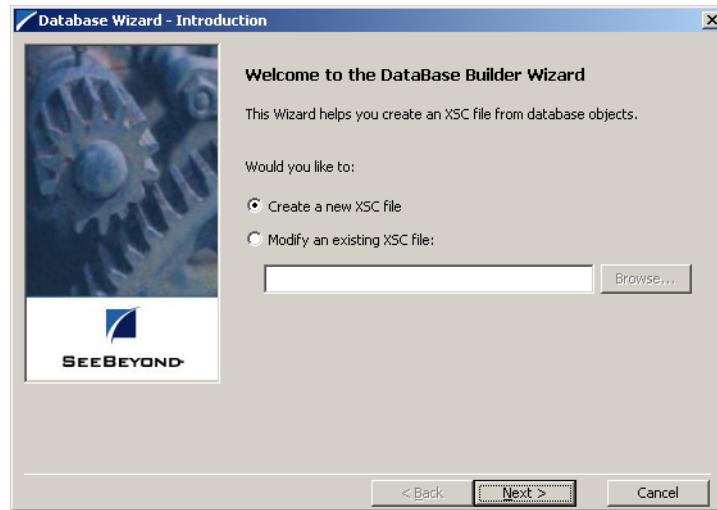 Database Wizard - Introduction
Welcome to the DataBase Builder Wizard
This Wizard helps you create an XSC file from database objects.
Would you like to:
Create a new XSC file
Modify an existing XSC file:
Browse...
SEEBEYOND
< Back
Next >
Cancel